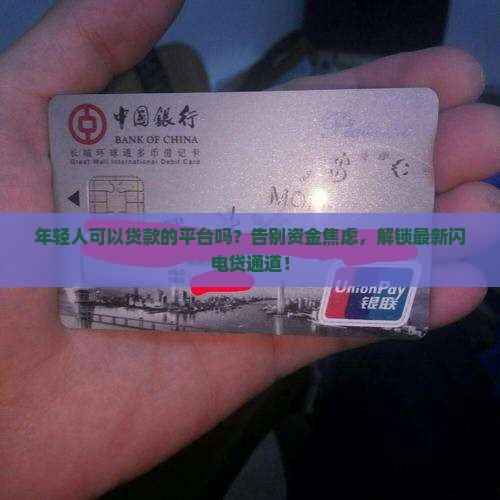 中国银行
BANK OF CHINA
长城环球通多币借记卡
Great Wall International Debit Card
年轻人可以贷款的平台吗？告别资金焦虑，解锁最新闪
电贷通道！
UnionPay
银联